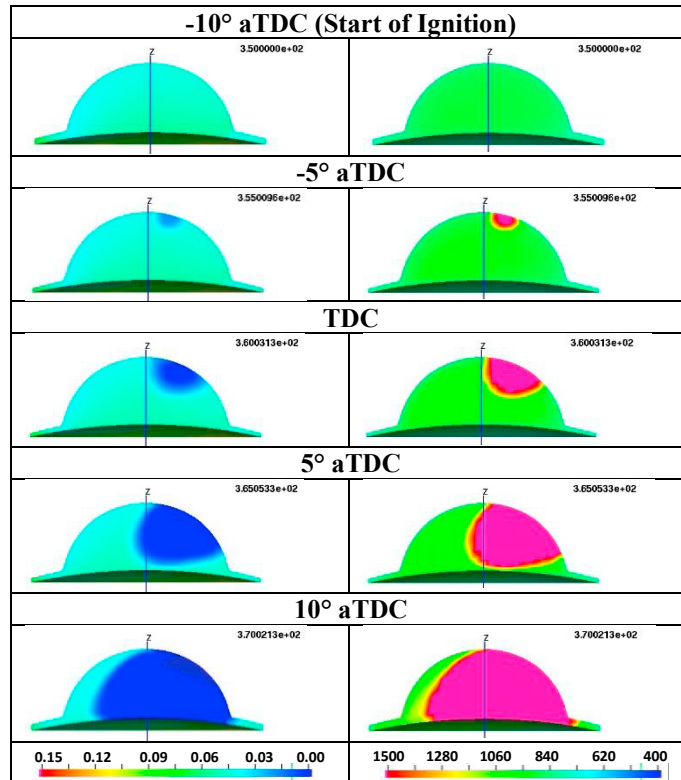 -10° aTDC (Start of Ignition)
z 3.500000e+02 z 3.500000e+02
-5° aTDC
z 3.550096e+02 z 3.550096e+02
TDC
z 3.600313e+02 z 3.600313e+02
5° aTDC
z 3.650533e+02 z 3.650533e+02
10° aTDC
z 3.700213e+02 z 3.700213e+02
0.15 0.12 0.09 0.06 0.03 0.00 1500 1280 1060 840 620 400